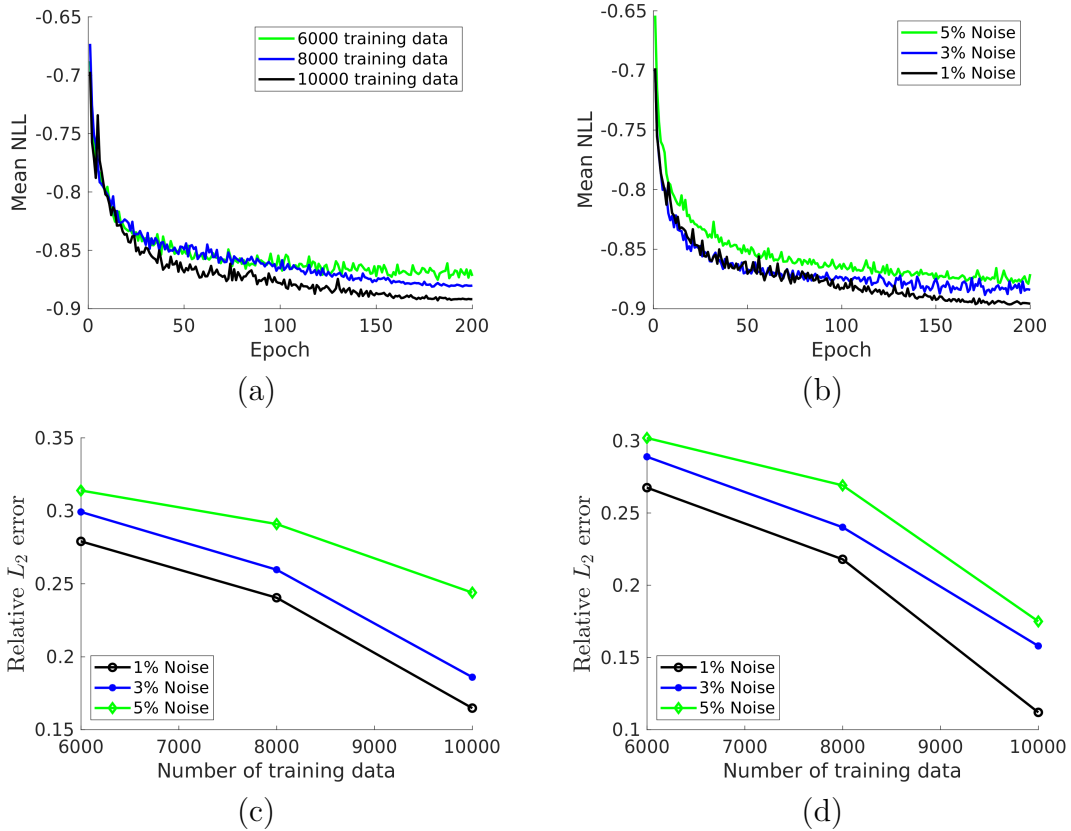 -0.65
-0.7
-0.75
-0.8
-0.85
-0.9
Mean NLL
0 50 100 150 200
Epoch
6000 training data
8000 training data
10000 training data
(a)
-0.65
-0.7
-0.75
-0.8
-0.85
-0.9
Mean NLL
0 50 100 150 200
Epoch
5% Noise
3% Noise
1% Noise
(b)
0.35
0.3
0.25
0.2
0.15
Relative L₂ error
6000 7000 8000 9000 10000
Number of training data
1% Noise
3% Noise
5% Noise
(c)
0.3
0.25
0.2
0.15
0.1
Relative L₂ error
6000 7000 8000 9000 10000
Number of training data
1% Noise
3% Noise
5% Noise
(d)